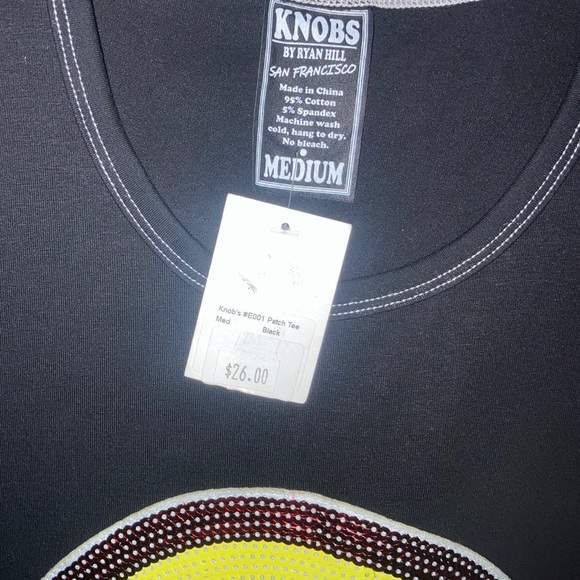 KNOBS
BY RYAN HILL
SAN FRANCISCO
Made in China
95% Cotton
5% Spandex
Machine wash
cold, hang to dry.
No bleach.
MEDIUM
Knob's #E001 Patch Tee
Med Black
$26.00